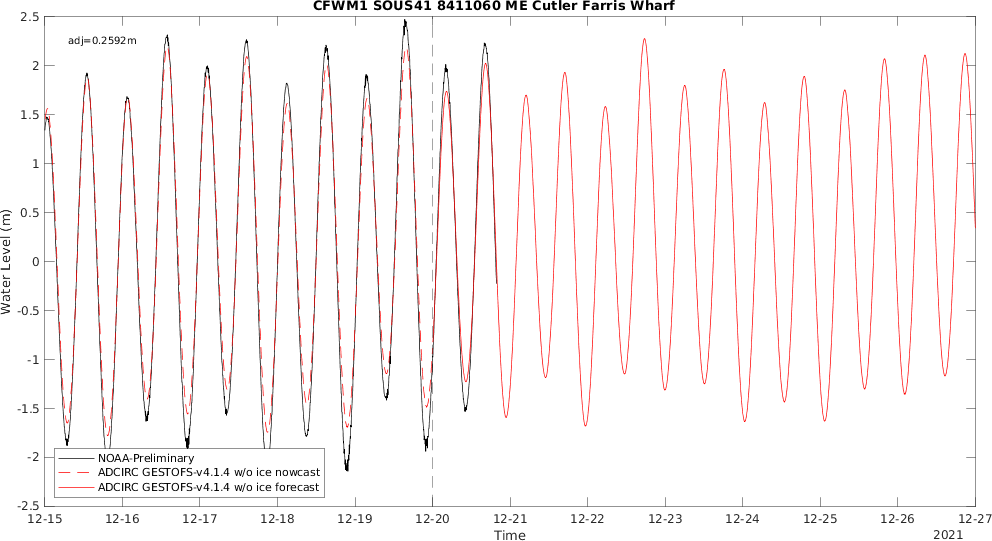 CFWM1 SOUS41 8411060 ME Cutler Farris Wharf
adj=0.2592m
2.5
2
1.5
1
0.5
0
-0.5
-1
-1.5
-2
-2.5
Water Level (m)
NOAA-Preliminary
ADCIRC GESTOFS-v4.1.4 w/o ice nowcast
ADCIRC GESTOFS-v4.1.4 w/o ice forecast
12-15 12-16 12-17 12-18 12-19 12-20 12-21 12-22 12-23 12-24 12-25 12-26 12-27
Time
2021